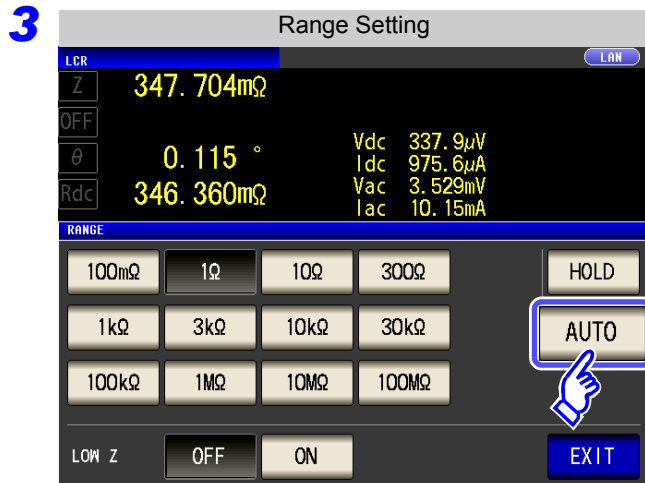 3
Range Setting
LCR LAN
Z 347.704mΩ
OFF
θ 0.115 ° Vdc 337.9μV
Idc 975.6μA
Rdc 346.360mΩ Vac 3.529mV
Iac 10.15mA
RANGE
100mΩ 1Ω 10Ω 300Ω HOLD
1kΩ 3kΩ 10kΩ 30kΩ AUTO
100kΩ 1MΩ 10MΩ 100MΩ
LOW Z OFF ON EXIT